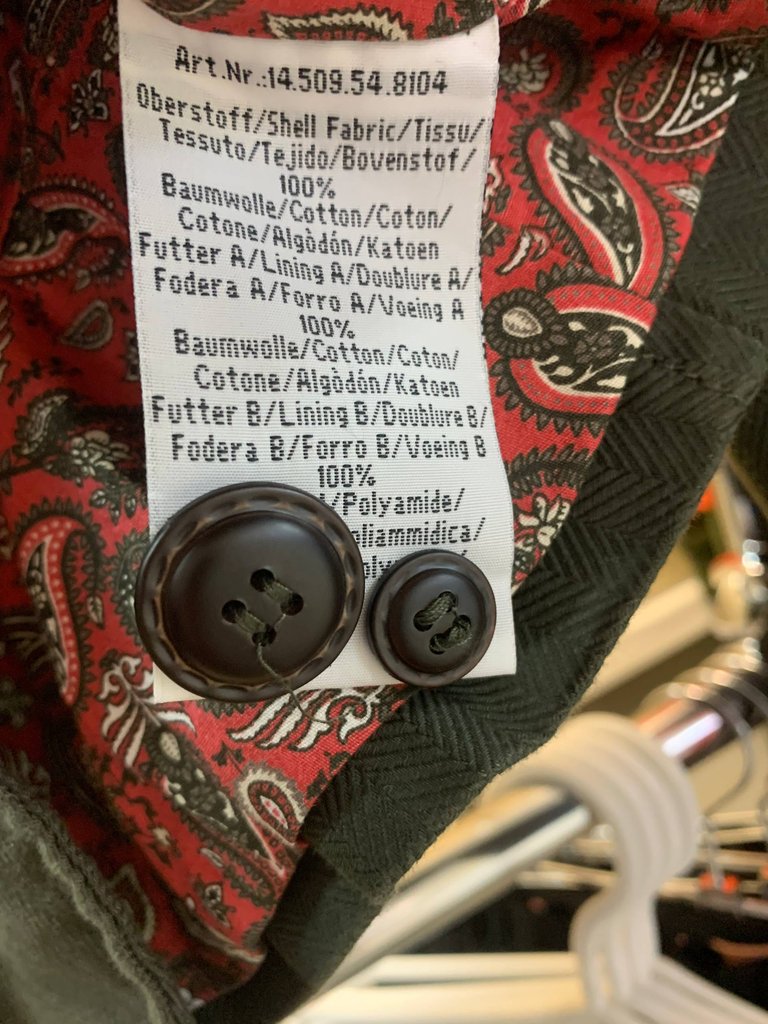 Art.Nr.:14.509.54.8104
Oberstoff/Shell Fabric/Tissu/
Tessuto/Tejido/Bovenstof/
100%
Baumwolle/Cotton/Coton/
Cotone/Algòdón/Katoen
Futter A/Lining A/Doublure A/
Fodera A/Forro A/Voeing A
100%
Baumwolle/Cotton/Coton/
Cotone/Algòdón/Katoen
Futter B/Lining B/Doublure B/
Fodera B/Forro B/Voeing B
100%
/Polyamide/